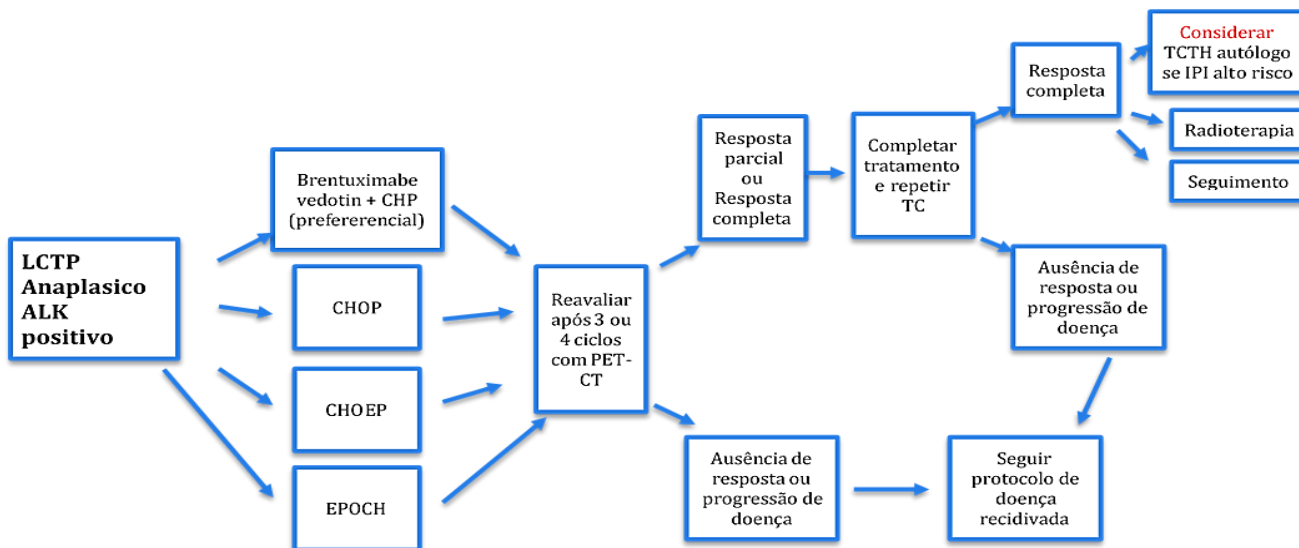 LCTP
Anaplasico
ALK
positivo
Brentuximabe
vedotin + CHP
(prefererencial)
CHOP
CHOEP
EPOCH
Reavaliar
após 3 ou
4 ciclos
com PET-
CT
Resposta
parcial
ou
Resposta
completa
Completar
tratamento
e repetir
TC
Resposta
completa
Considerar
TCTH autólogo
se IPI alto risco
Radioterapia
Seguimento
Ausência de
resposta ou
progressão de
doença
Ausência de
resposta ou
progressão de
doença
Seguir
protocolo de
doença
recidivada